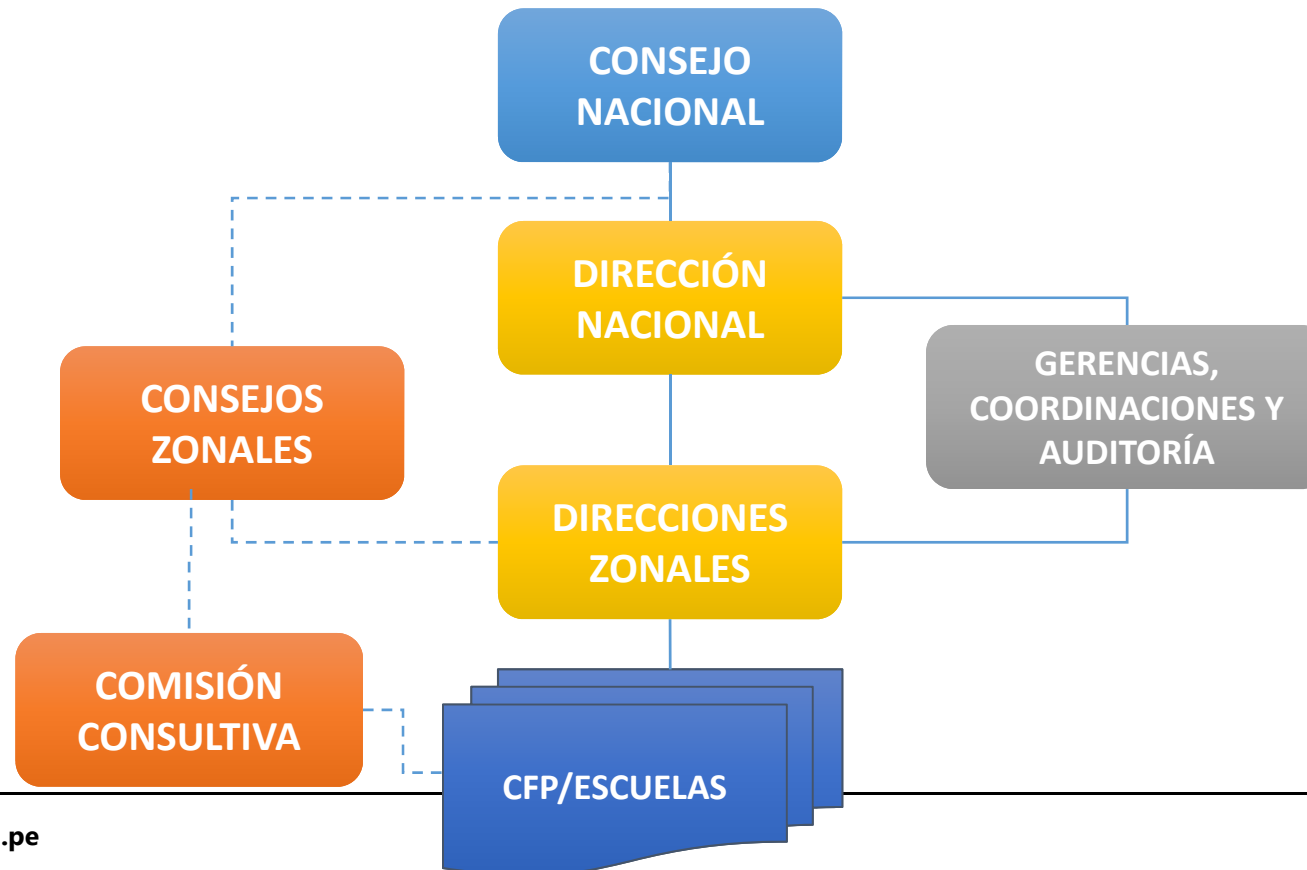 CONSEJO
NACIONAL
DIRECCIÓN
NACIONAL
GERENCIAS,
COORDINACIONES Y
AUDITORÍA
CONSEJOS
ZONALES
DIRECCIONES
ZONALES
COMISIÓN
CONSULTIVA
CFP/ESCUELAS
.pe